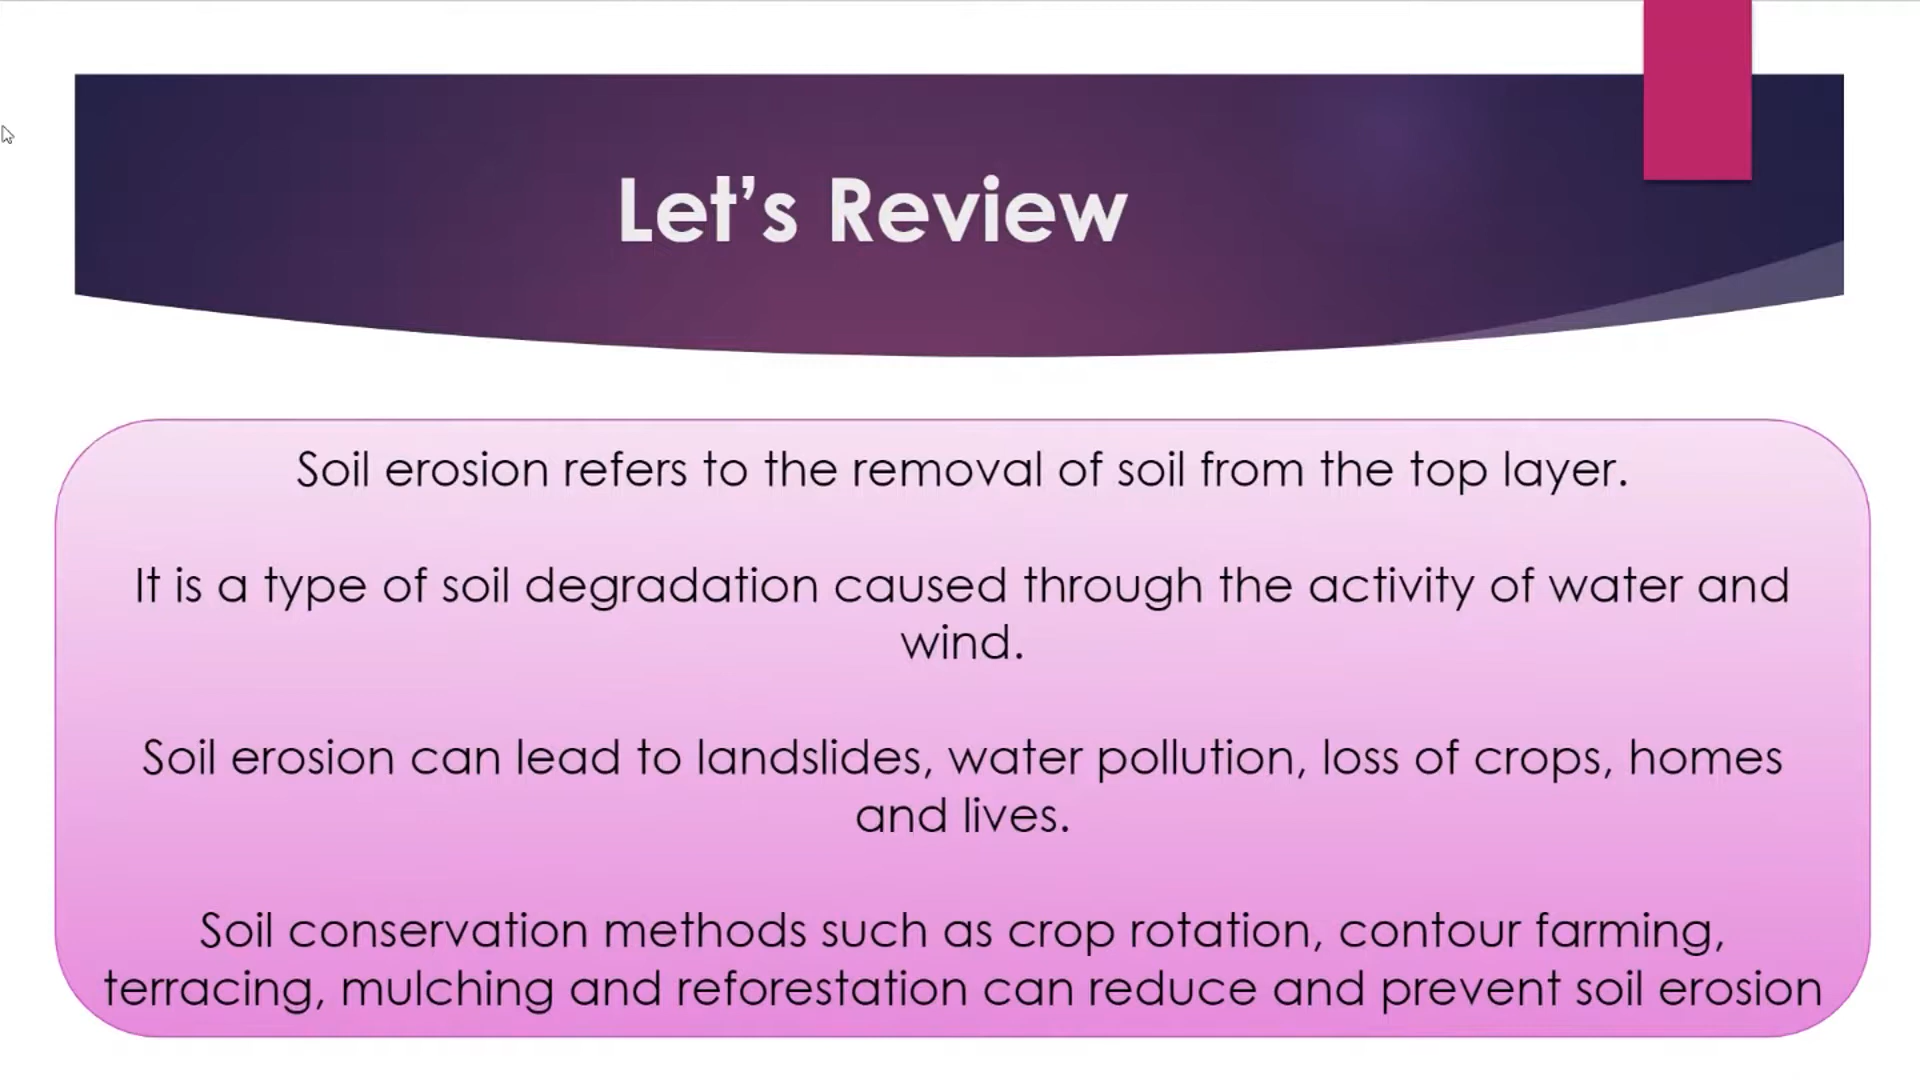 Let’s Review
Soil erosion refers to the removal of soil from the top layer.
It is a type of soil degradation caused through the activity of water and
wind.
Soil erosion can lead to landslides, water pollution, loss of crops, homes
and lives.
Soil conservation methods such as crop rotation, contour farming,
terracing, mulching and reforestation can reduce and prevent soil erosion